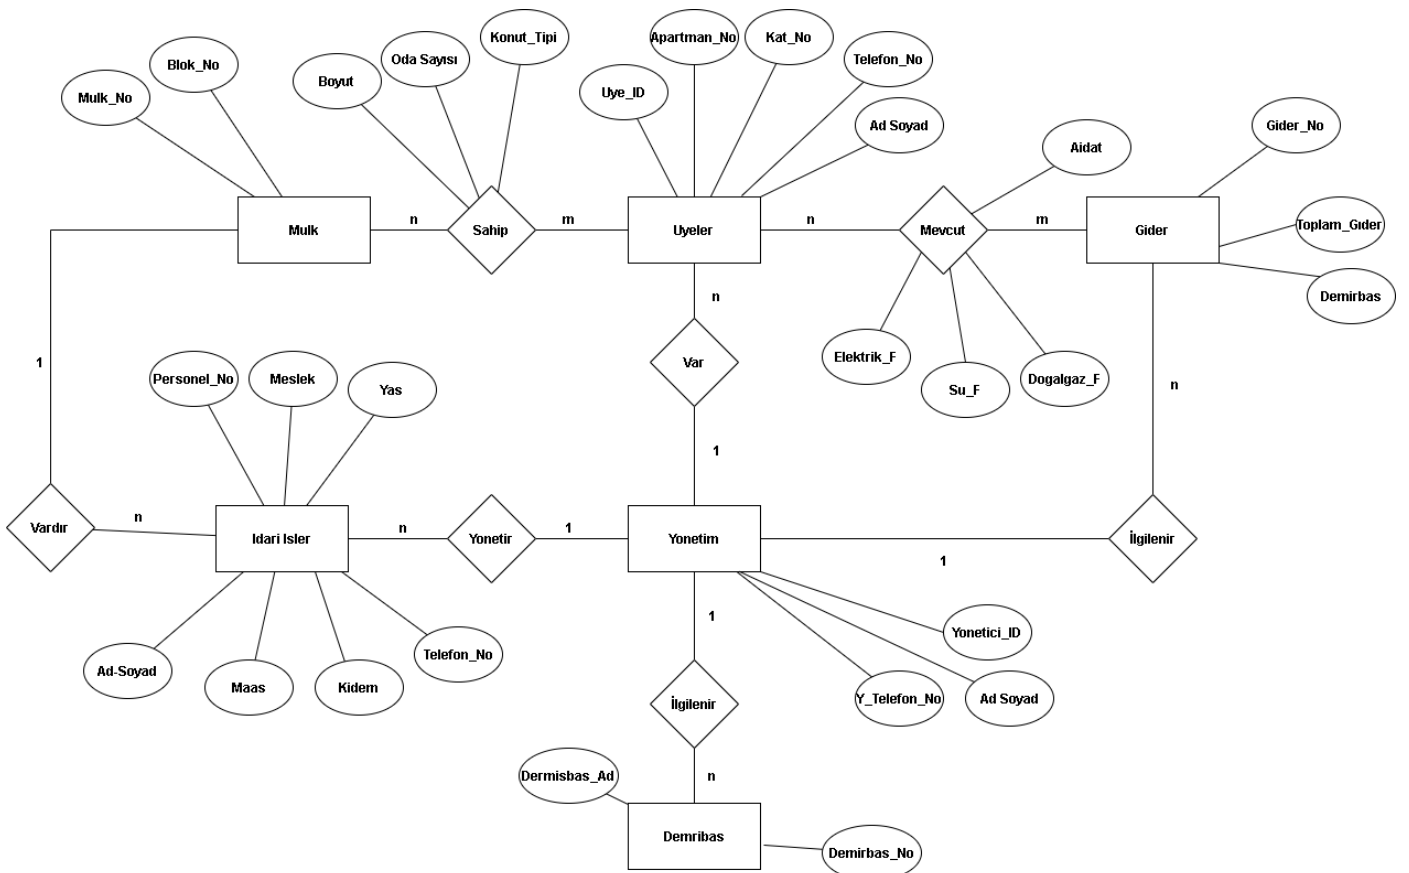 Konut_Tipi
Apartman_No
Kat_No
Oda Sayısı
Telefon_No
Blok_No
Boyut
Uye_ID
Mulk_No
Ad Soyad
Gider_No
Aidat
n
m
n
m
Mulk
Sahip
Uyeler
Mevcut
Gider
Toplam_Gıder
Demirbas
n
Elektrik_F
1
Var
Personel_No
Meslek
Yas
Su_F
Dogalgaz_F
n
1
n
n
1
Vardır
Idari Isler
Yonetir
Yonetim
İlgilenir
1
1
Yonetici_ID
Telefon_No
Ad-Soyad
Maas
Kidem
Y_Telefon_No
Ad Soyad
İlgilenir
Dermisbas_Ad
n
Demribas
Demirbas_No